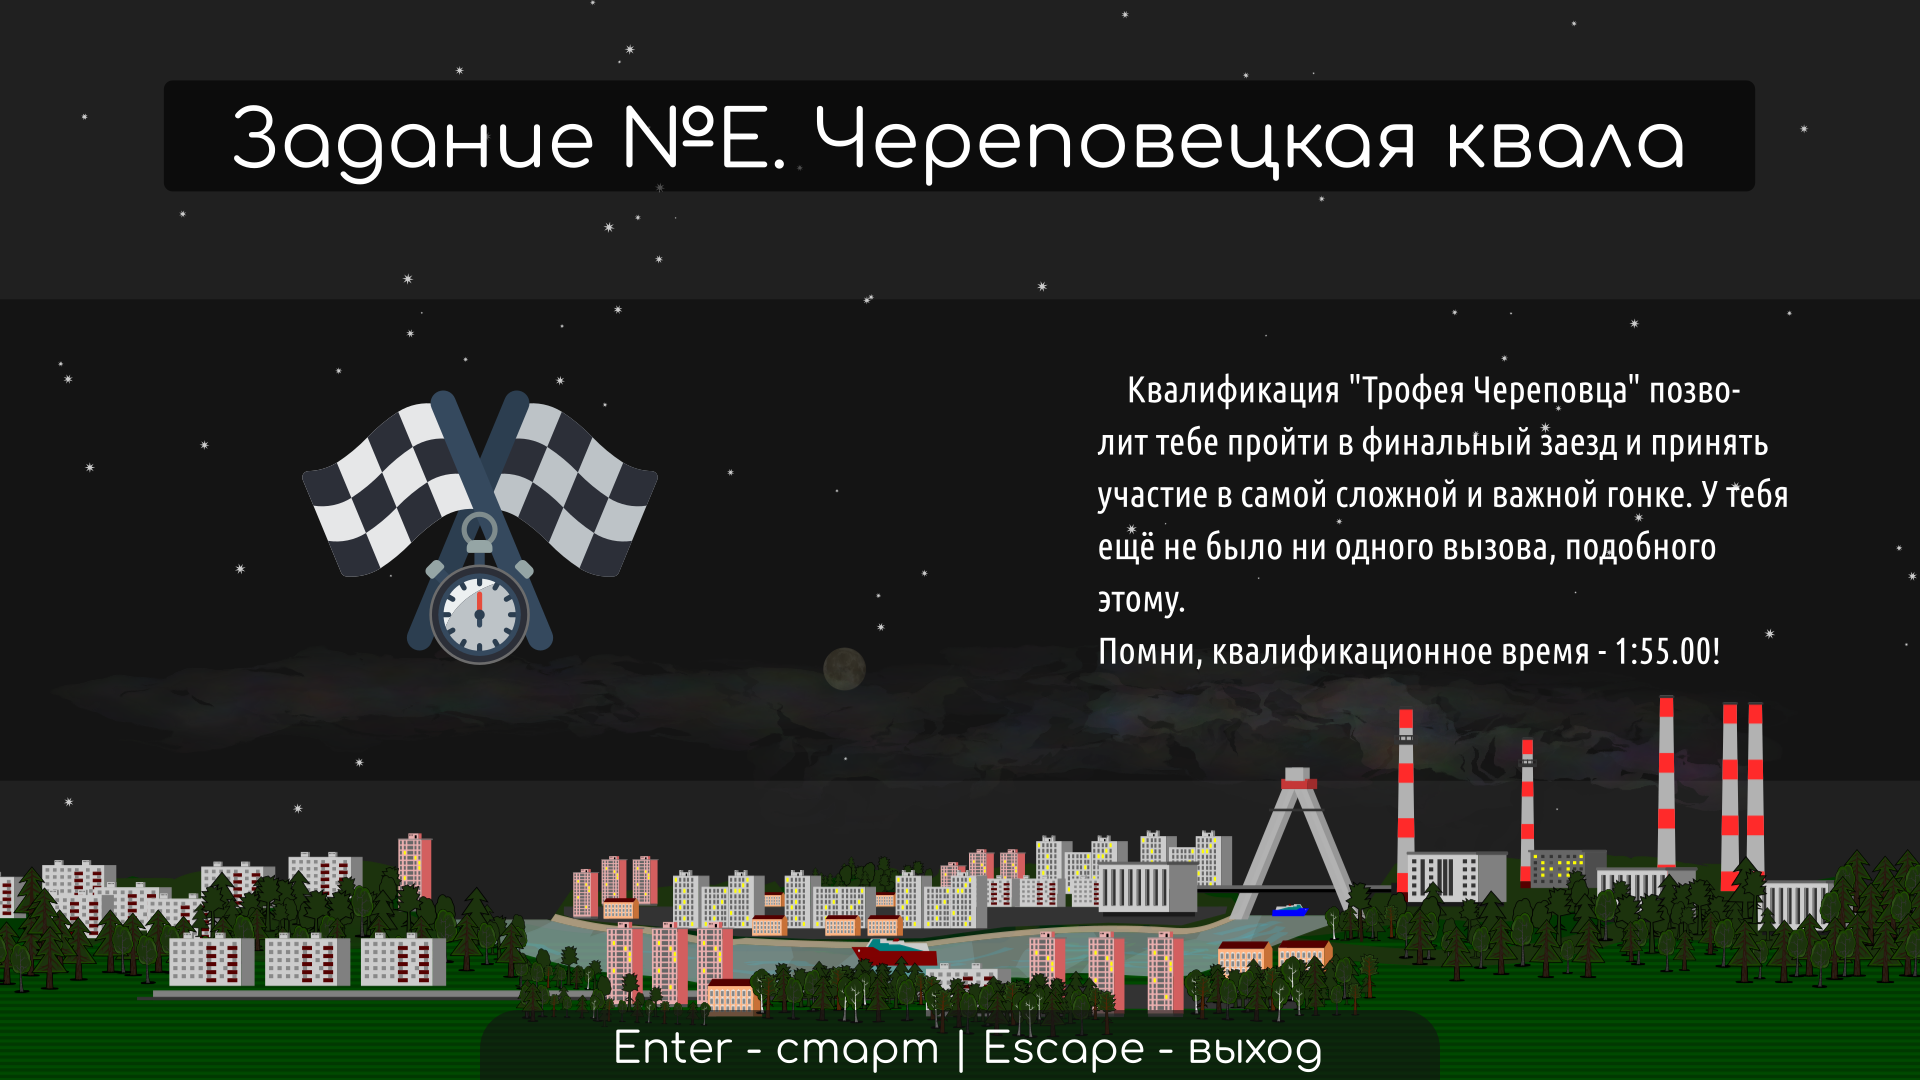 Задание №Е. Череповецкая квала
Квалификация "Трофея Череповца" позво-
лит тебе пройти в финальный заезд и принять
участие в самой сложной и важной гонке. У тебя
ещё не было ни одного вызова, подобного
этому.
Помни, квалификационное время - 1:55.00!
Enter - старт | Escape - выход